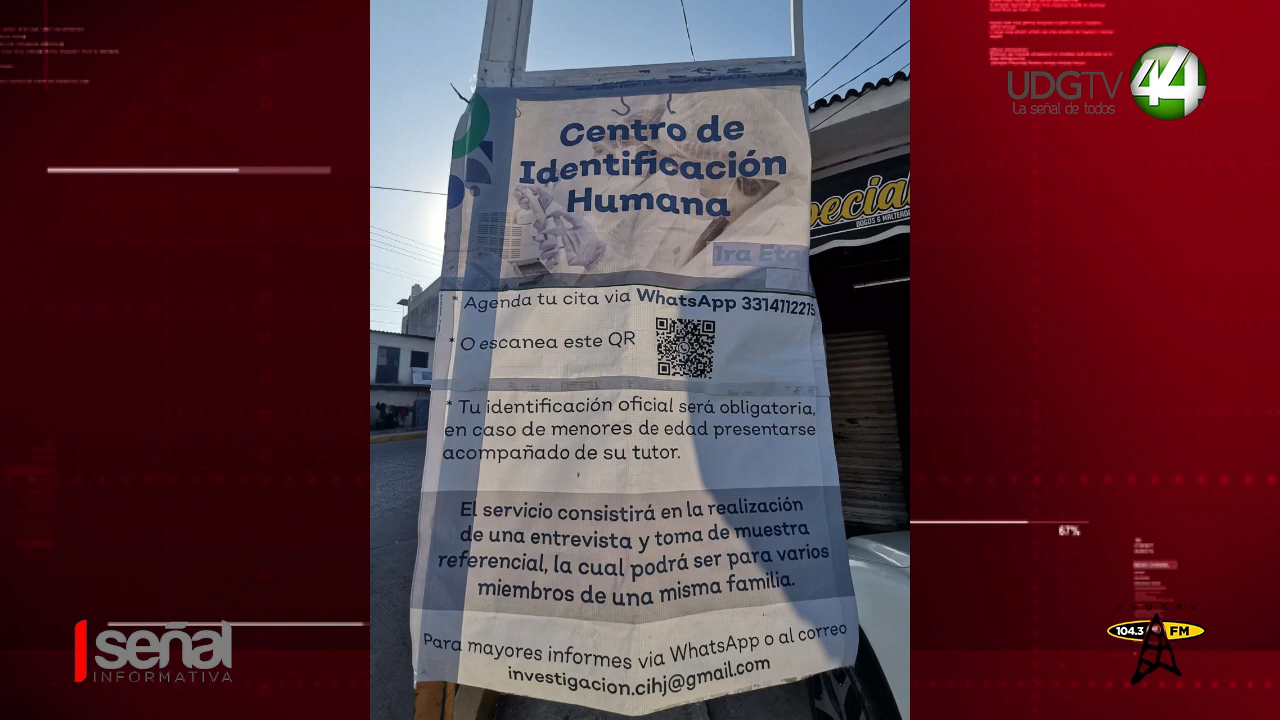 UDGTV 44
La señal de todos
Centro de
Identificación
Humana
1ra Eta
pecial
DOGOS & MALTEADA
* Agenda tu cita via WhatsApp 3314112275
* O escanea este QR
* Tu identificación oficial será obligatoria,
en caso de menores de edad presentarse
acompañado de su tutor.
El servicio consistirá en la realización
de una entrevista y toma de muestra
referencial, la cual podrá ser para varios
miembros de una misma familia.
Para mayores informes via WhatsApp o al correo
investigacion.cihj@gmail.com
67%
señal
INFORMATIVA
104.3 FM